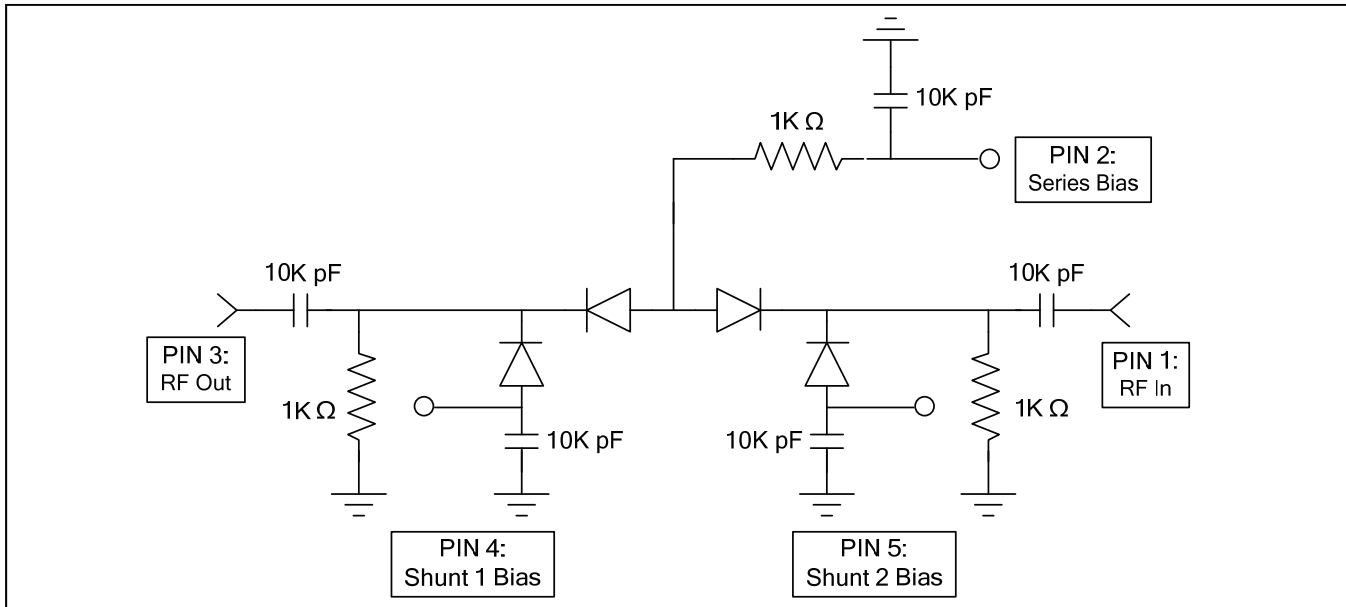 10K pF
1K Ω
PIN 2:
Series Bias
10K pF
10K pF
PIN 3:
RF Out
PIN 1:
RF In
1K Ω
1K Ω
10K pF
10K pF
PIN 4:
Shunt 1 Bias
PIN 5:
Shunt 2 Bias